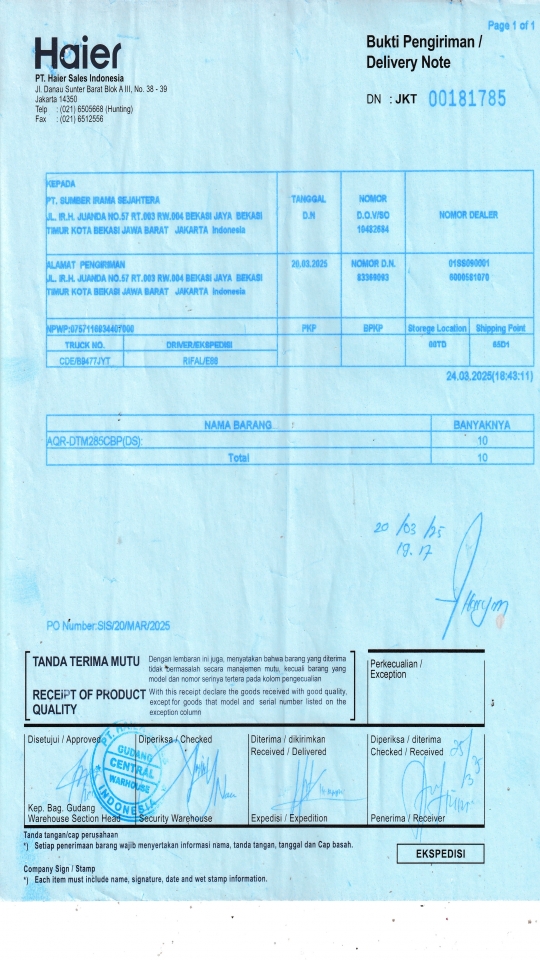 Page 1 of 1
Haier
Bukti Pengiriman /
Delivery Note
PT. Haier Sales Indonesia
Jl. Danau Sunter Barat Blok A III, No. 38 - 39
Jakarta 14350
Telp : (021) 6505668 (Hunting)
Fax : (021) 6512556
DN : JKT 00181785
KEPADA
PT. SUMBER IRAMA SEJAHTERA
JL. IR.H. JUANDA NO.57 RT.003 RW.004 BEKASI JAYA BEKASI
TIMUR KOTA BEKASI JAWA BARAT JAKARTA Indonesia
TANGGAL
D.N
NOMOR
D.O.V/SO
10482684
NOMOR DEALER
ALAMAT PENGIRIMAN
JL. IR.H. JUANDA NO.57 RT.003 RW.004 BEKASI JAYA BEKASI
TIMUR KOTA BEKASI JAWA BARAT JAKARTA Indonesia
20.03.2025
NOMOR D.N.
83369093
6000581070
PKP
BPKP
Storege Location
Shipping Point
TRUCK NO.
DRIVER/EKSPEDISI
00TD
65D1
CDE/B9477JYT
24.03.2025(18:43:11)
NAMA BARANG
BANYAKNYA
AQR-DTM285CBP(DS):
10
Total
10
20/03/25
19.17
PO Number:SIS/20/MAR/2025
TANDA TERIMA MUTU
Dengan lembaran ini juga, menyatakan bahwa barang yang diterima
tidak bermasalah secara manajemen mutu, kecuali barang yang
model dan nomor serinya tertera pada kolom pengecualian
RECEIPT OF PRODUCT
QUALITY
With this receipt declare the goods received with good quality,
except for goods that model and serial number listed on the
exception column
Perkecualian /
Exception
Disetujui / Approved
Diperiksa / Checked
Diterima / dikirimkan
Received / Delivered
Diperiksa / diterima
Checked / Received
GUDANG
CENTRAL
WARHOUSE
INDONESIA
Kep. Bag. Gudang
Warehouse Section Head
Security Warehouse
Expedisi / Expedition
Penerima / Receiver
Tanda tangan/cap perusahaan
*) Setiap penerimaan barang wajib menyertakan informasi nama, tanda tangan, tanggal dan Cap basah.
EKSPEDISI
Company Sign / Stamp
*) Each item must include name, signature, date and wet stamp information.